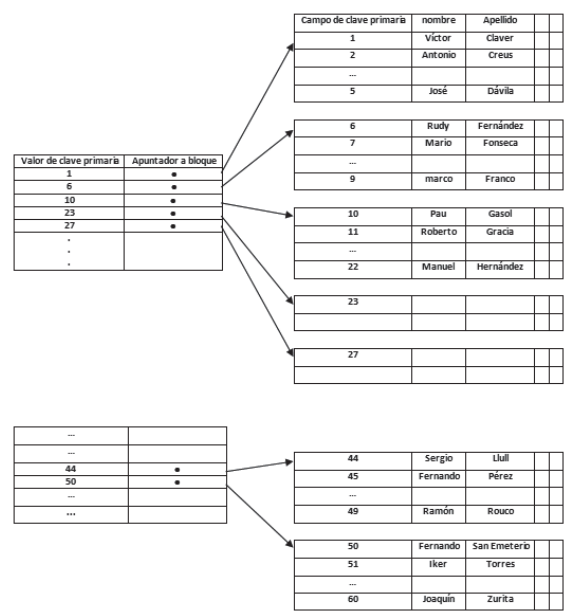 Campo de clave primaria nombre Apellido
1 Víctor Claver
2 Antonio Creus
...
5 José Dávila
6 Rudy Fernández
7 Mario Fonseca
...
9 marco Franco
Valor de clave primaria Apuntador a bloque
1
6
10
23
27
.
.
.
10 Pau Gasol
11 Roberto Gracia
...
22 Manuel Hernández
23
27
...
...
44
50
...
...
44 Sergio Llull
45 Fernando Pérez
...
49 Ramón Rouco
50 Fernando San Emeterio
51 Iker Torres
...
60 Joaquín Zurita